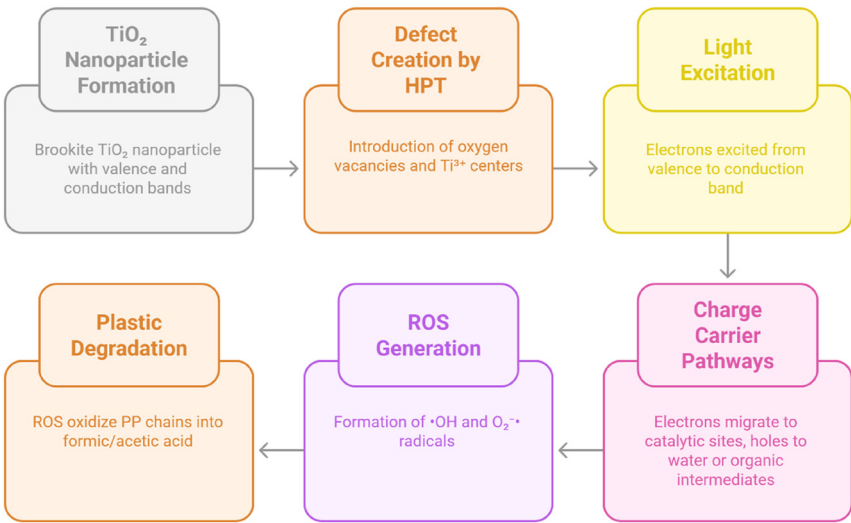 TiO₂
Nanoparticle
Formation
Brookite TiO₂ nanoparticle
with valence and
conduction bands
Defect
Creation by
HPT
Introduction of oxygen
vacancies and Ti³⁺ centers
Light
Excitation
Electrons excited from
valence to conduction
band
Charge
Carrier
Pathways
Electrons migrate to
catalytic sites, holes to
water or organic
intermediates
ROS
Generation
Formation of •OH and O₂⁻•
radicals
Plastic
Degradation
ROS oxidize PP chains into
formic/acetic acid